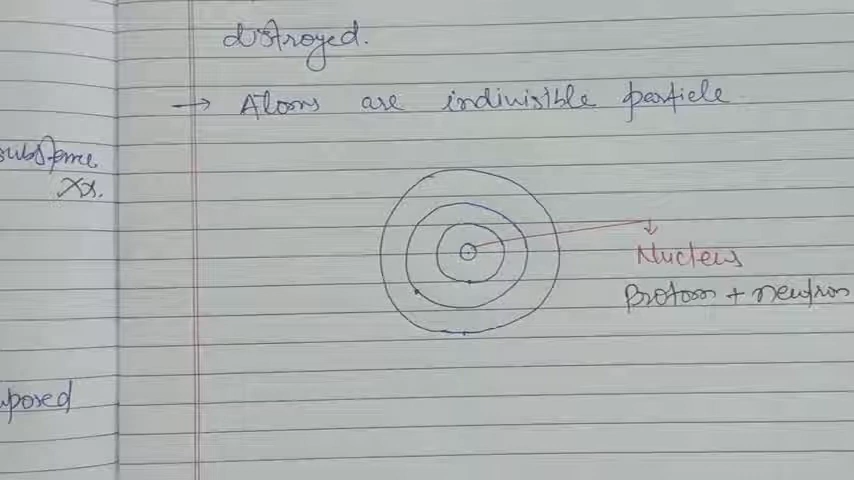 destroyed.
→ Atoms are indivisible particle
substance
xx.
Nucleus
Proton + neutron
posed